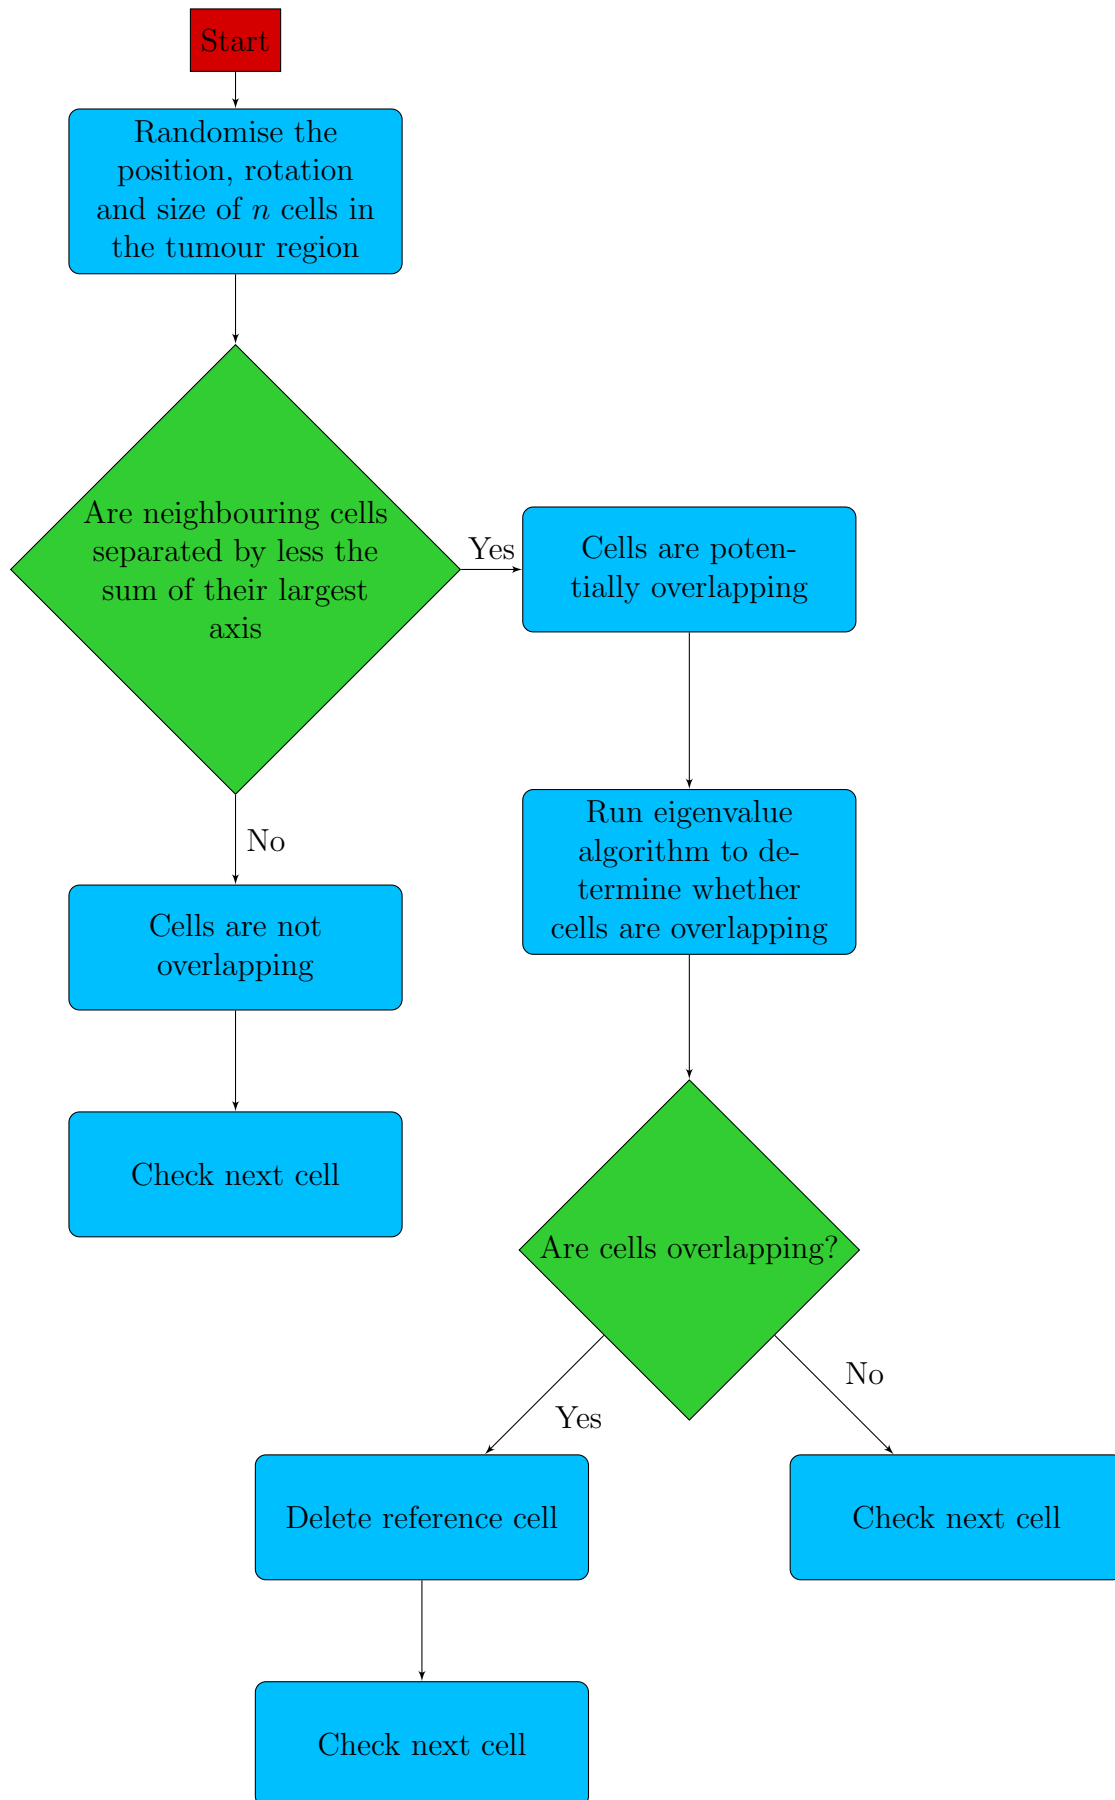 Start
Randomise the
position, rotation
and size of n cells in
the tumour region
Are neighbouring cells
separated by less the
sum of their largest
axis
Yes
Cells are poten-
tially overlapping
No
Run eigenvalue
algorithm to de-
termine whether
cells are overlapping
Cells are not
overlapping
Check next cell
Are cells overlapping?
Yes
No
Delete reference cell
Check next cell
Check next cell